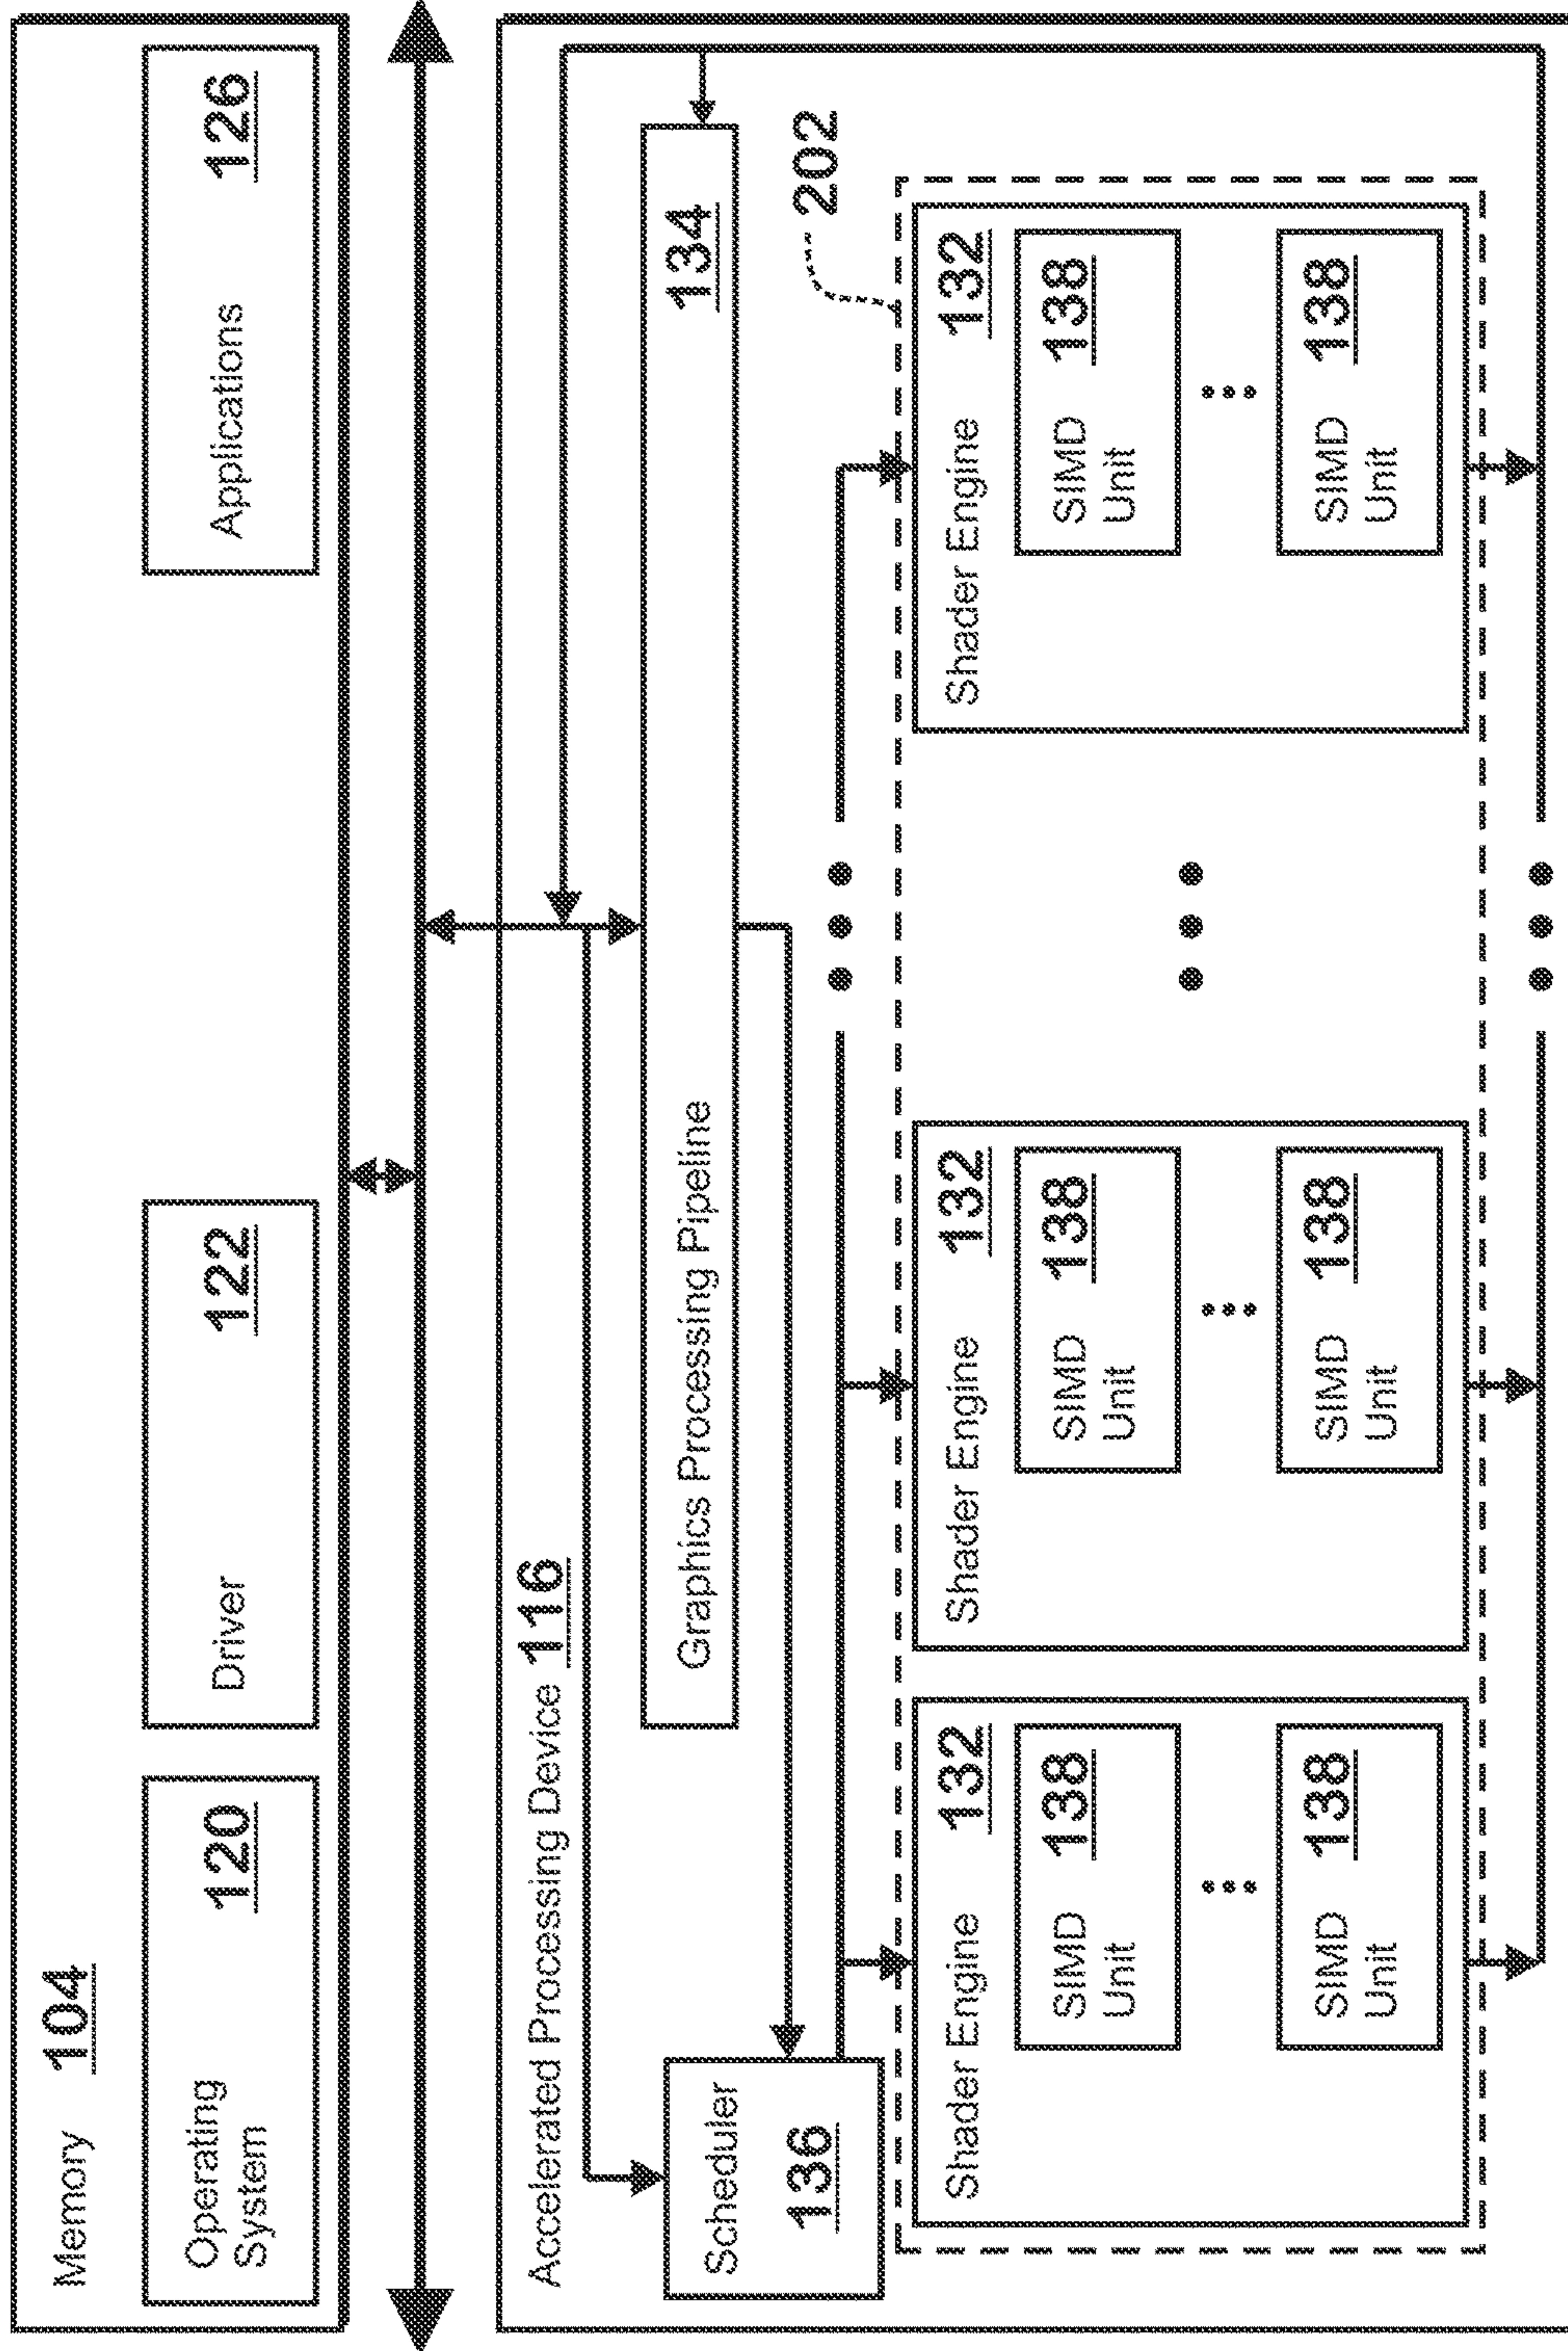 Memory 104
Operating
System
120
Driver
122
Applications
126
Accelerated Processing Device 116
Scheduler
136
Graphics Processing Pipeline
134
202
Shader Engine 132
SIMD
Unit
138
SIMD
Unit
138
Shader Engine 132
SIMD
Unit
138
SIMD
Unit
138
Shader Engine 132
SIMD
Unit
138
SIMD
Unit
138